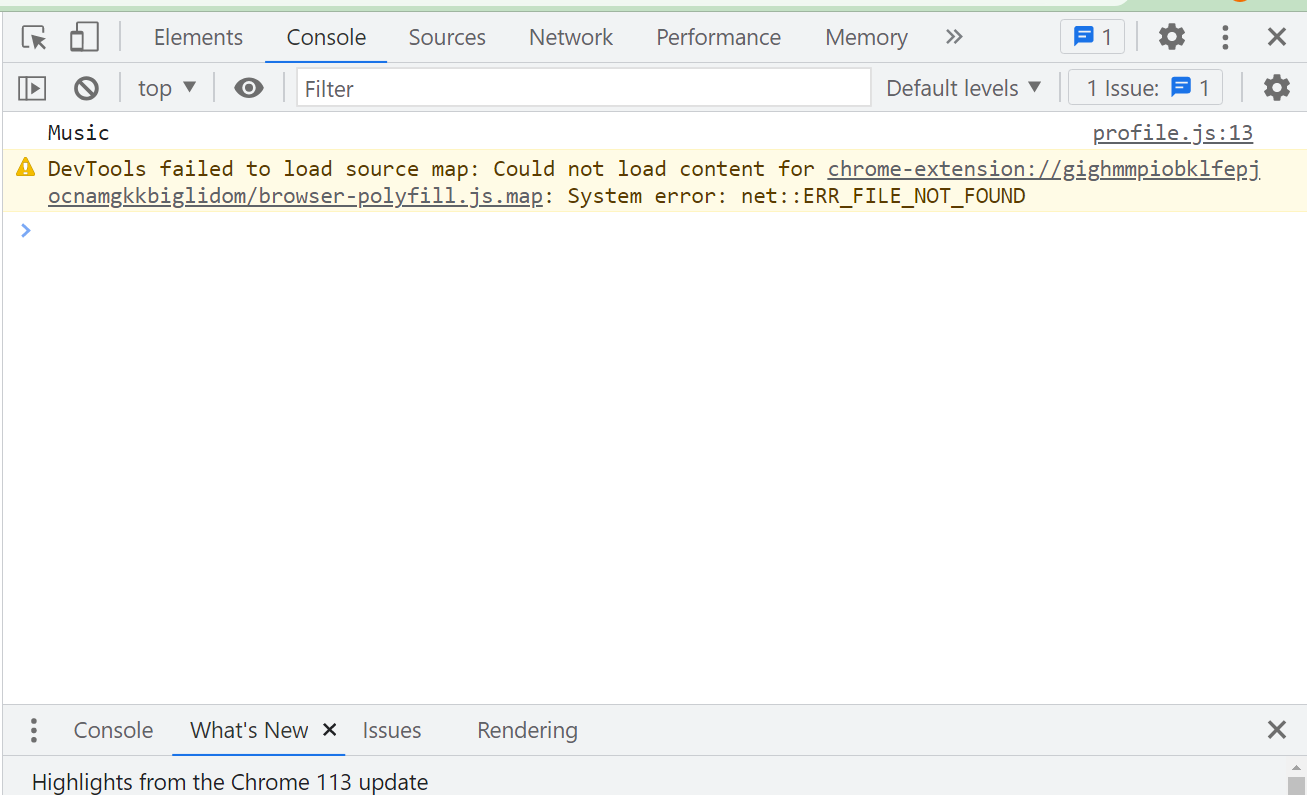 Elements Console Sources Network Performance Memory 1
top Filter Default levels 1 Issue: 1
Music profile.js:13
DevTools failed to load source map: Could not load content for chrome-extension://gighmmpiobklfepj
ocnamgkkbiglidom/browser-polyfill.js.map: System error: net::ERR_FILE_NOT_FOUND
Console What's New Issues Rendering
Highlights from the Chrome 113 update